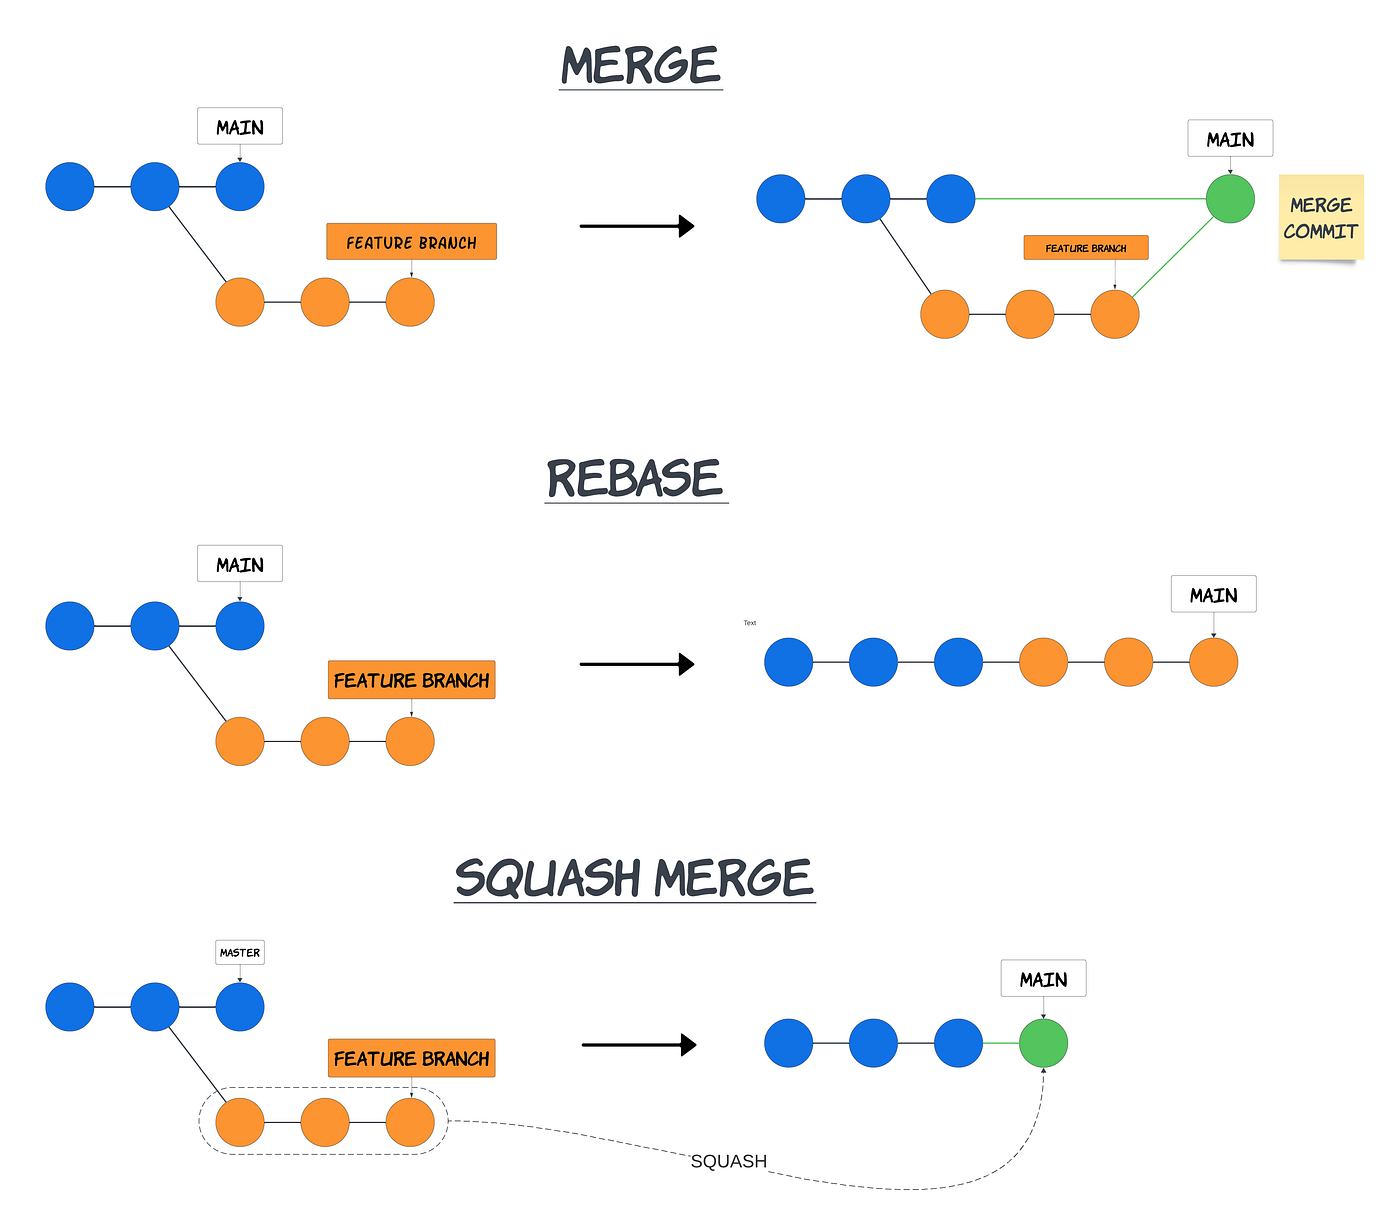 MERGE
MAIN
FEATURE BRANCH
MAIN
MERGE
COMMIT
FEATURE BRANCH
REBASE
MAIN
FEATURE BRANCH
Text
MAIN
SQUASH MERGE
MASTER
FEATURE BRANCH
MAIN
SQUASH